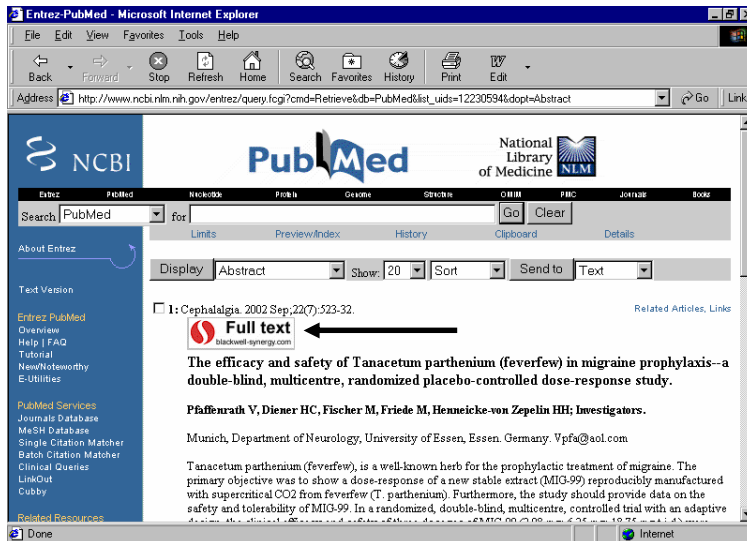 Entrez-PubMed - Microsoft Internet Explorer
File Edit View Favorites Tools Help
Back Forward Stop Refresh Home Search Favorites History Print Edit
Address http://www.ncbi.nlm.nih.gov/entrez/query.fcgi?cmd=Retrieve&db=PubMed&list_uids=12230594&dopt=Abstract Go Link
NCBI PubMed National Library of Medicine NLM
Entrez PubMed Nucleotide Protein Genome Structure OMIM PMC Journals Books
Search PubMed for Go Clear
Limits Preview/Index History Clipboard Details
About Entrez
Display Abstract Show: 20 Sort Send to Text
Text Version
1: Cephalalgia. 2002 Sep;22(7):523-32. Related Articles, Links
Full text
blackwell-synergy.com
Entrez PubMed
Overview
Help | FAQ
Tutorial
New/Noteworthy
E-Utilities
The efficacy and safety of Tanacetum parthenium (feverfew) in migraine prophylaxis--a
double-blind, multicentre, randomized placebo-controlled dose-response study.
PubMed Services
Journals Database
MeSH Database
Single Citation Matcher
Batch Citation Matcher
Clinical Queries
LinkOut
Cubby
Pfaffenrath V, Diener HC, Fischer M, Friede M, Henneicke-von Zepelin HH; Investigators.
Munich, Department of Neurology, University of Essen, Essen. Germany. Vpfa@aol.com
Tanacetum parthenium (feverfew), is a well-known herb for the prophylactic treatment of migraine. The
primary objective was to show a dose-response of a new stable extract (MIG-99) reproducibly manufactured
with supercritical CO2 from feverfew (T. parthenium). Furthermore, the study should provide data on the
safety and tolerability of MIG-99. In a randomized, double-blind, multicentre, controlled trial with an adaptive
Related Resources
Done Internet